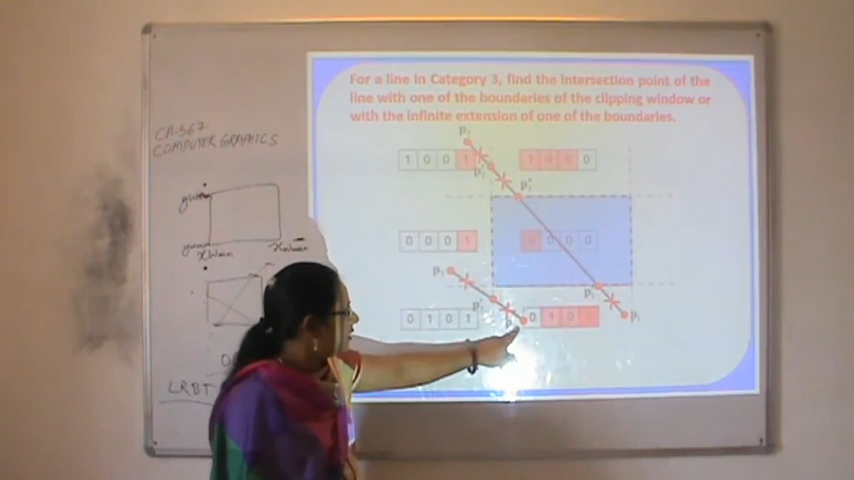 For a line in Category 3, find the intersection point of the
line with one of the boundaries of the clipping window or
with the infinite extension of one of the boundaries.
CA-567
COMPUTER GRAPHICS
1 0 0 1
1 0 0 0
0 0 0 1
0 0 0 0
0 1 0 1
0 1 0